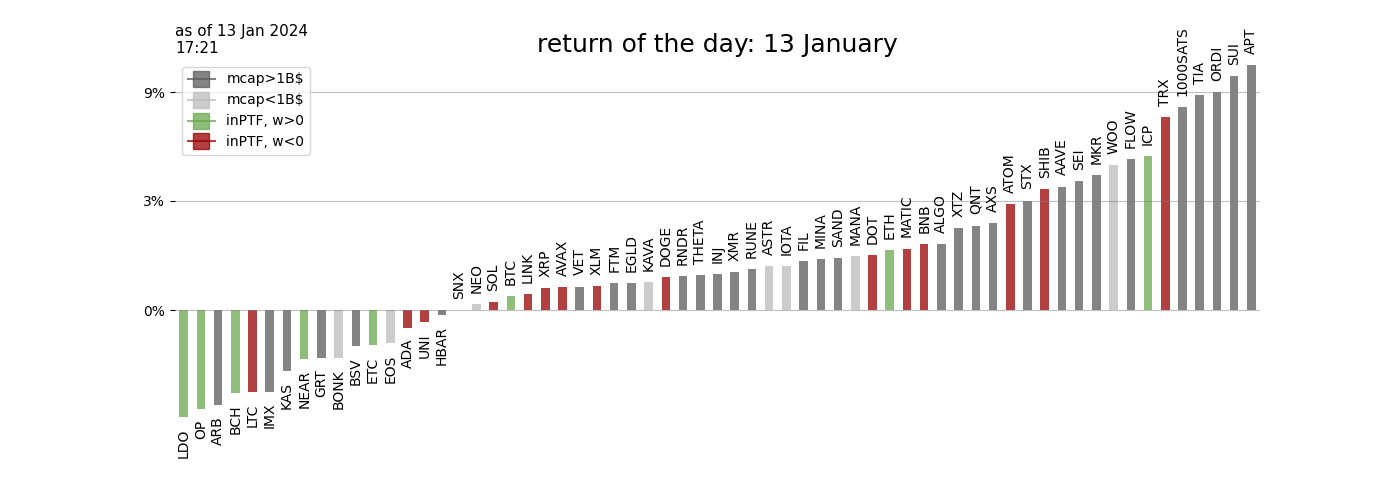 as of 13 Jan 2024
17:21
return of the day: 13 January
mcap>1B$
mcap<1B$
inPTF, w>0
inPTF, w<0
9%
3%
0%
LDO
OP
ARB
BCH
LTC
IMX
KAS
NEAR
GRT
BONK
BSV
ETC
EOS
ADA
UNI
HBAR
SNX
NEO
SOL
BTC
LINK
XRP
AVAX
VET
XLM
FTM
EGLD
KAVA
DOGE
RNDR
THETA
INJ
XMR
RUNE
ASTR
IOTA
FIL
MINA
SAND
MANA
DOT
ETH
MATIC
BNB
ALGO
XTZ
QNT
AXS
ATOM
STX
SHIB
AAVE
SEI
MKR
WOO
FLOW
ICP
TRX
1000SATS
TIA
ORDI
SUI
APT